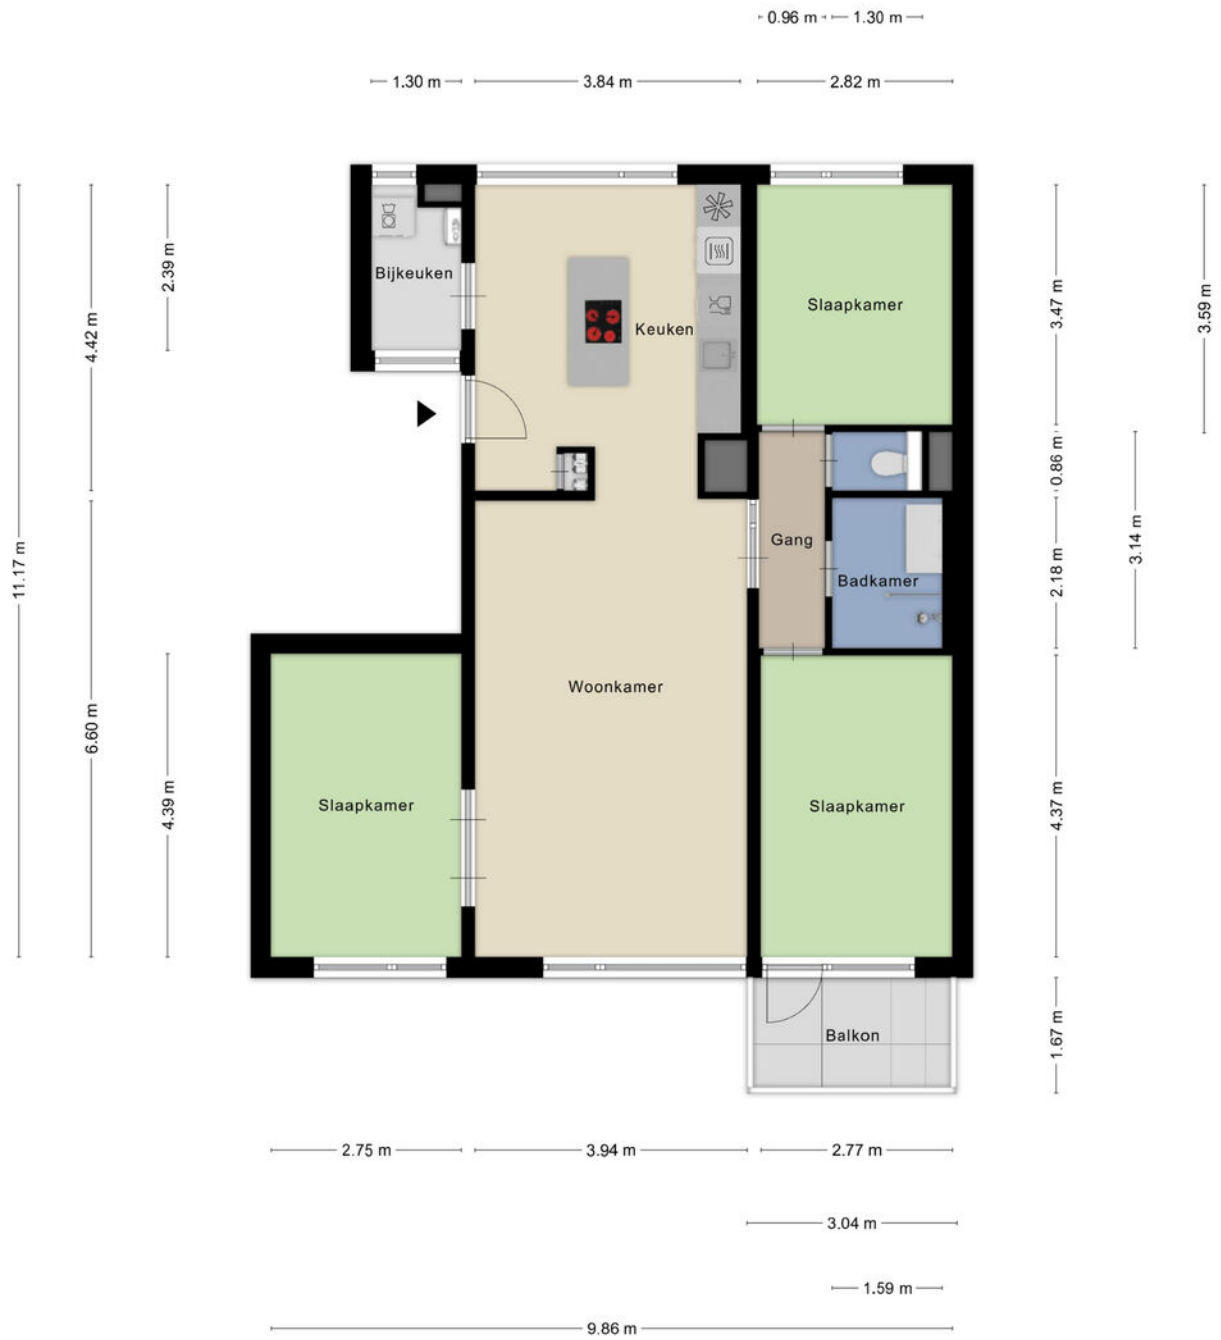 0.96 m
1.30 m
1.30 m
3.84 m
2.82 m
2.39 m
Bijkeuken
Slaapkamer
3.47 m
3.59 m
4.42 m
Keuken
0.86 m
11.17 m
Gang
3.14 m
2.18 m
Badkamer
Woonkamer
6.60 m
4.39 m
Slaapkamer
Slaapkamer
4.37 m
Balkon
1.67 m
2.75 m
3.94 m
2.77 m
3.04 m
1.59 m
9.86 m